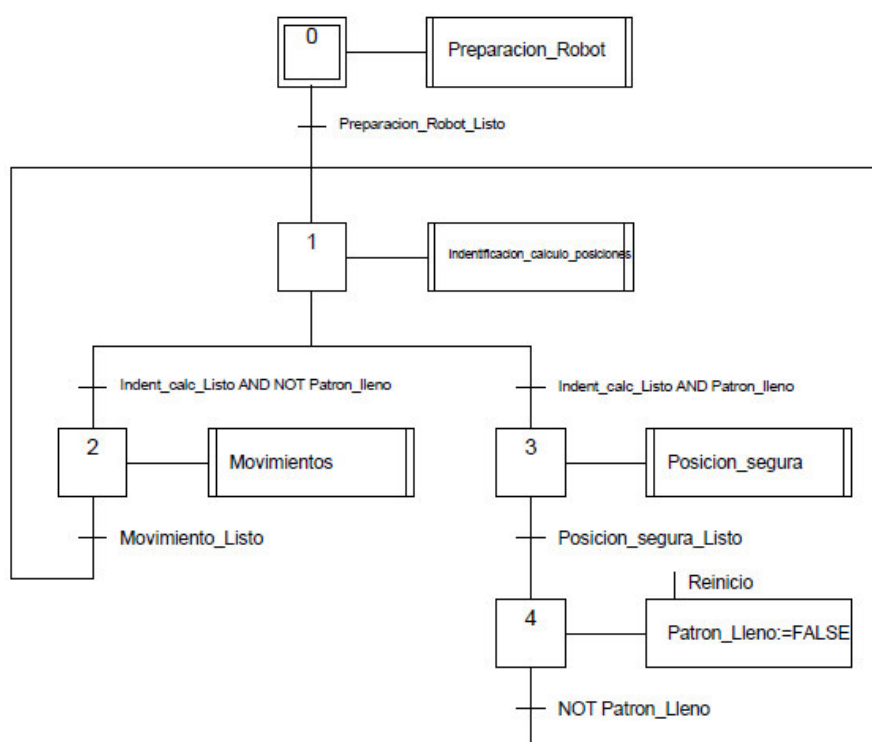 0
Preparacion_Robot
Preparacion_Robot_Listo
1
Indentificacion_calculo_posiciones
Indent_calc_Listo AND NOT Patron_lleno
Indent_calc_Listo AND Patron_lleno
2
Movimientos
3
Posicion_segura
Movimiento_Listo
Posicion_segura_Listo
Reinicio
4
Patron_Lleno:=FALSE
NOT Patron_Lleno